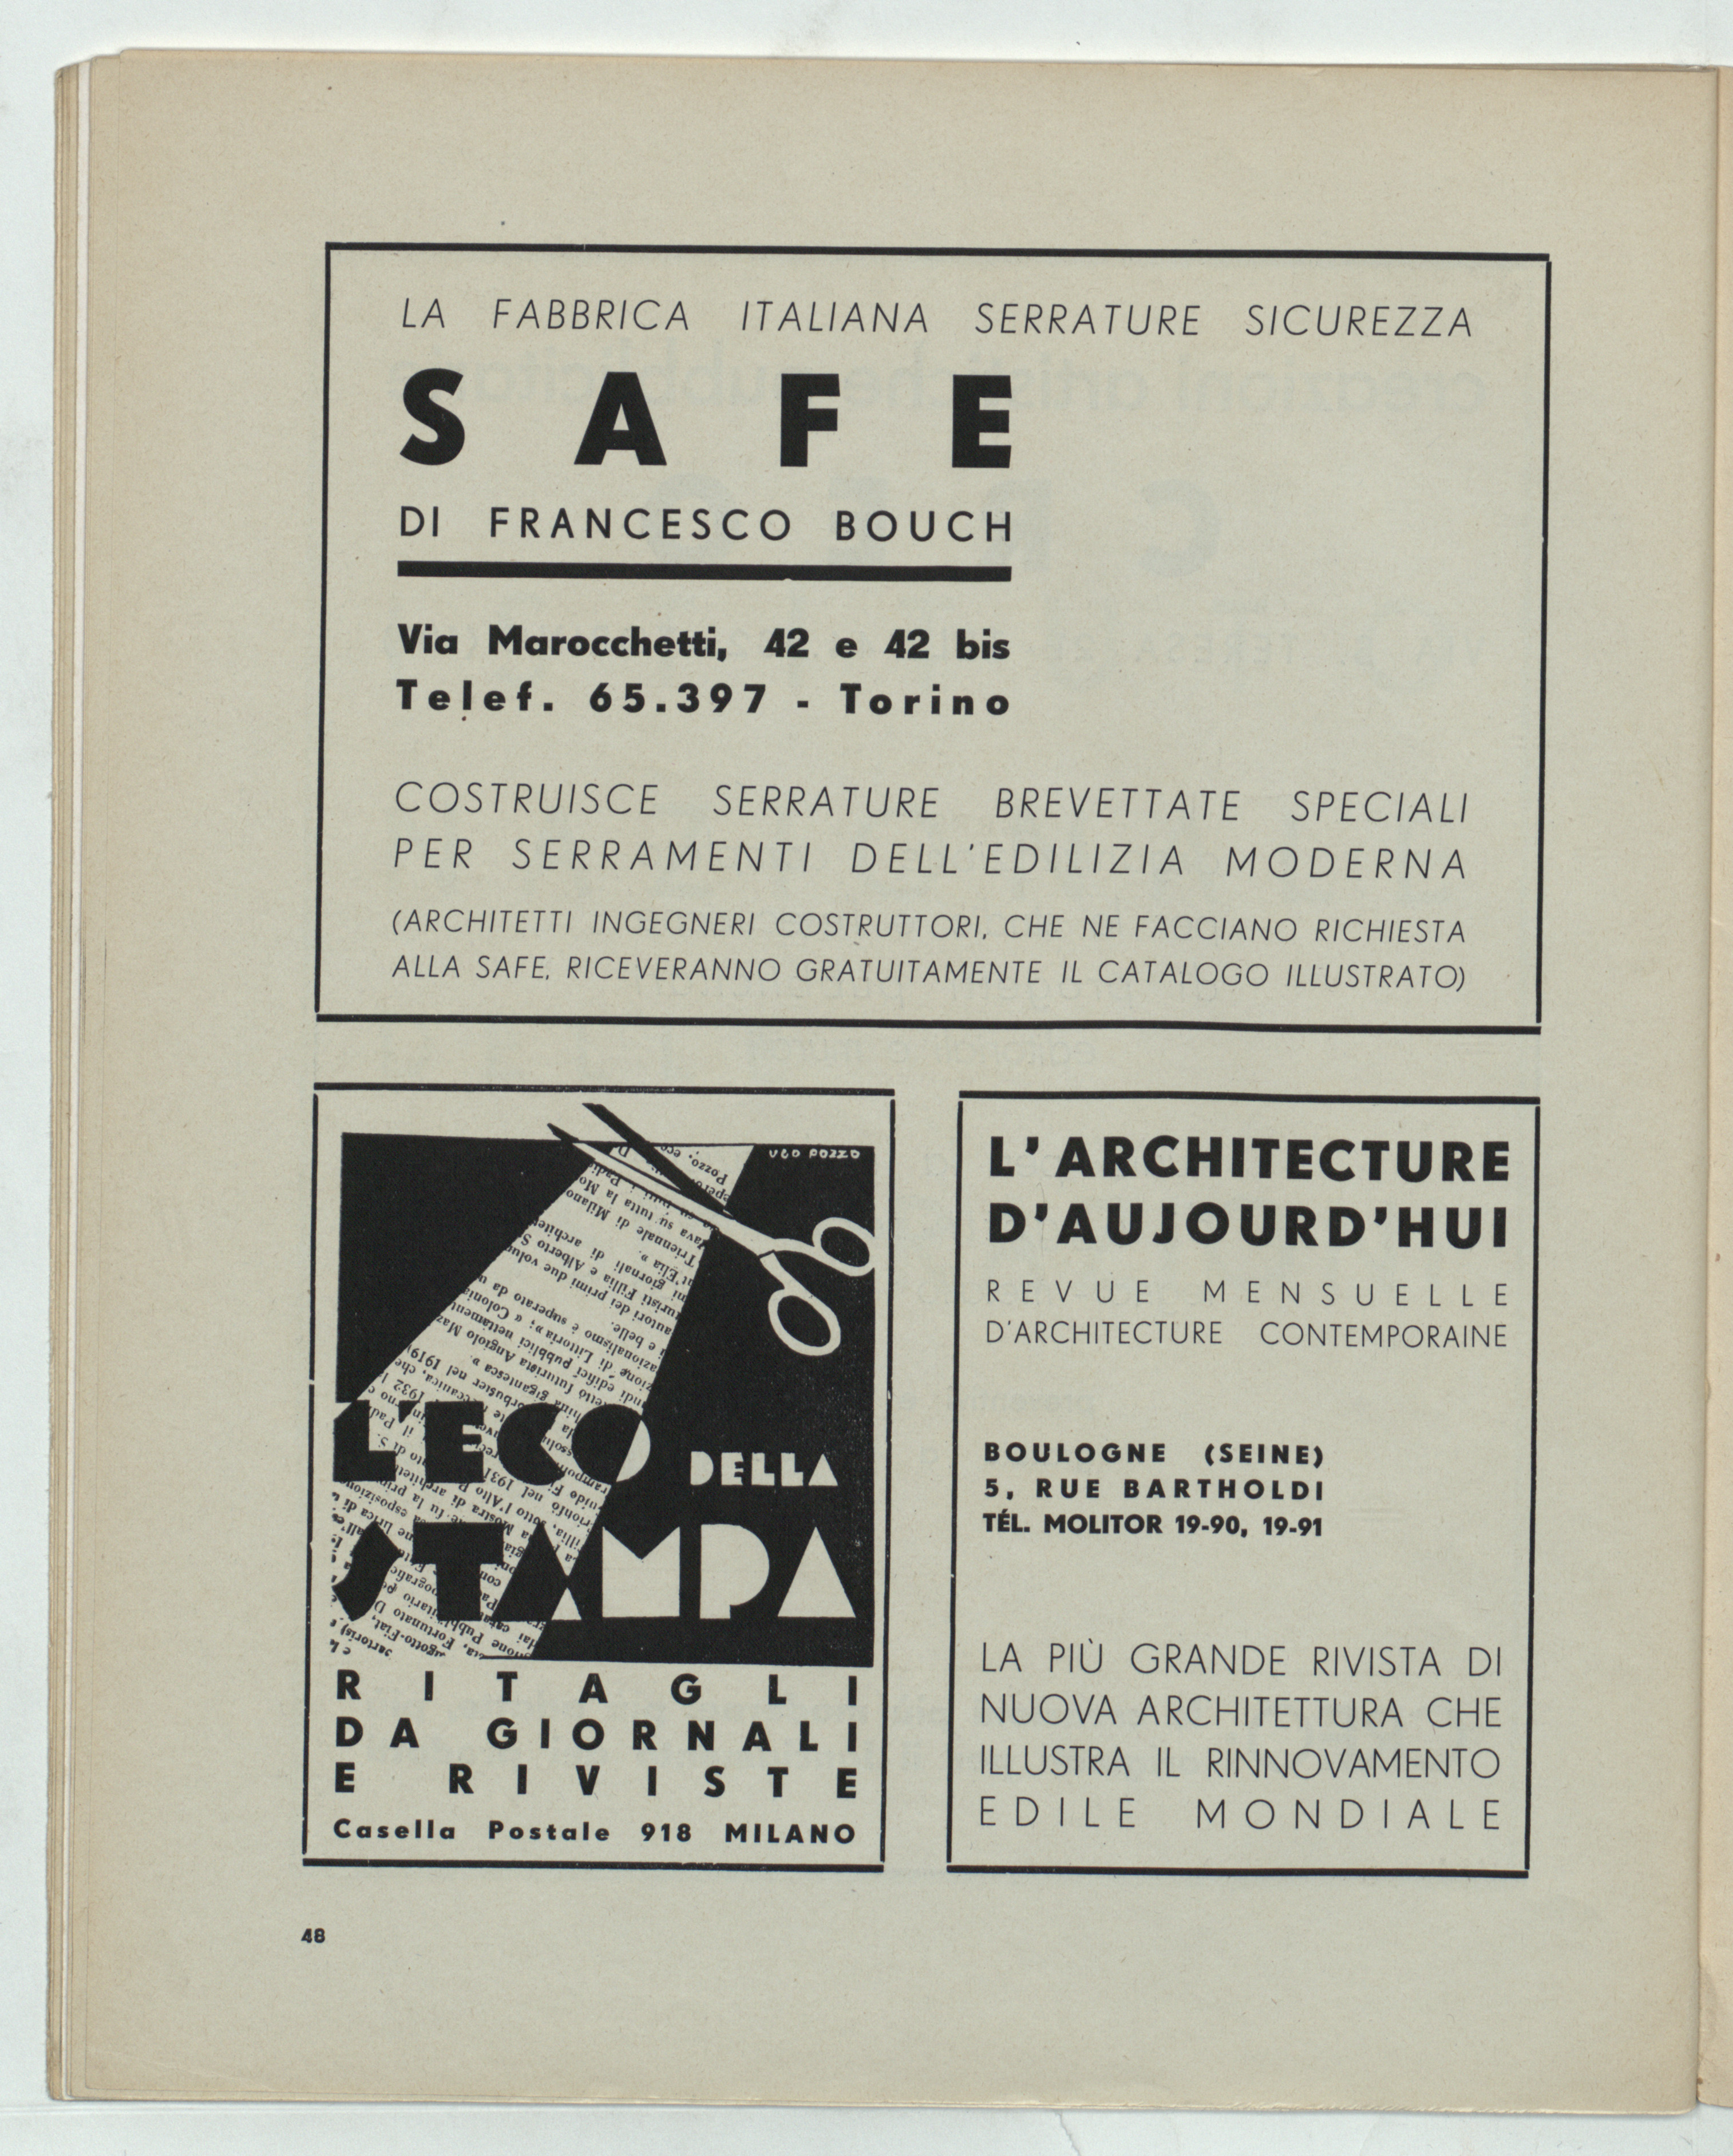 LA FABBRICA ITALIANA SERRATURE SICUREZZA
SAFE
DI FRANCESCO BOUCH
Via Marocchetti, 42 e 42 bis
Telef. 65.397 - Torino
COSTRUISCE SERRATURE BREVETTATE SPECIALI
PER SERRAMENTI DELL'EDILIZIA MODERNA
(ARCHITETTI INGEGNERI COSTRUTTORI, CHE NE FACCIANO RICHIESTA
ALLA SAFE, RICEVERANNO GRATUITAMENTE IL CATALOGO ILLUSTRATO)
UGO POZZO
L'ECO DELLA
STAMPA
RITAGLI
DA GIORNALI
E RIVISTE
Casella Postale 918 MILANO
L'ARCHITECTURE
D'AUJOURD'HUI
REVUE MENSUELLE
D'ARCHITECTURE CONTEMPORAINE
BOULOGNE (SEINE)
5, RUE BARTHOLDI
TÉL. MOLITOR 19-90, 19-91
LA PIÙ GRANDE RIVISTA DI
NUOVA ARCHITETTURA CHE
ILLUSTRA IL RINNOVAMENTO
EDILE MONDIALE
48